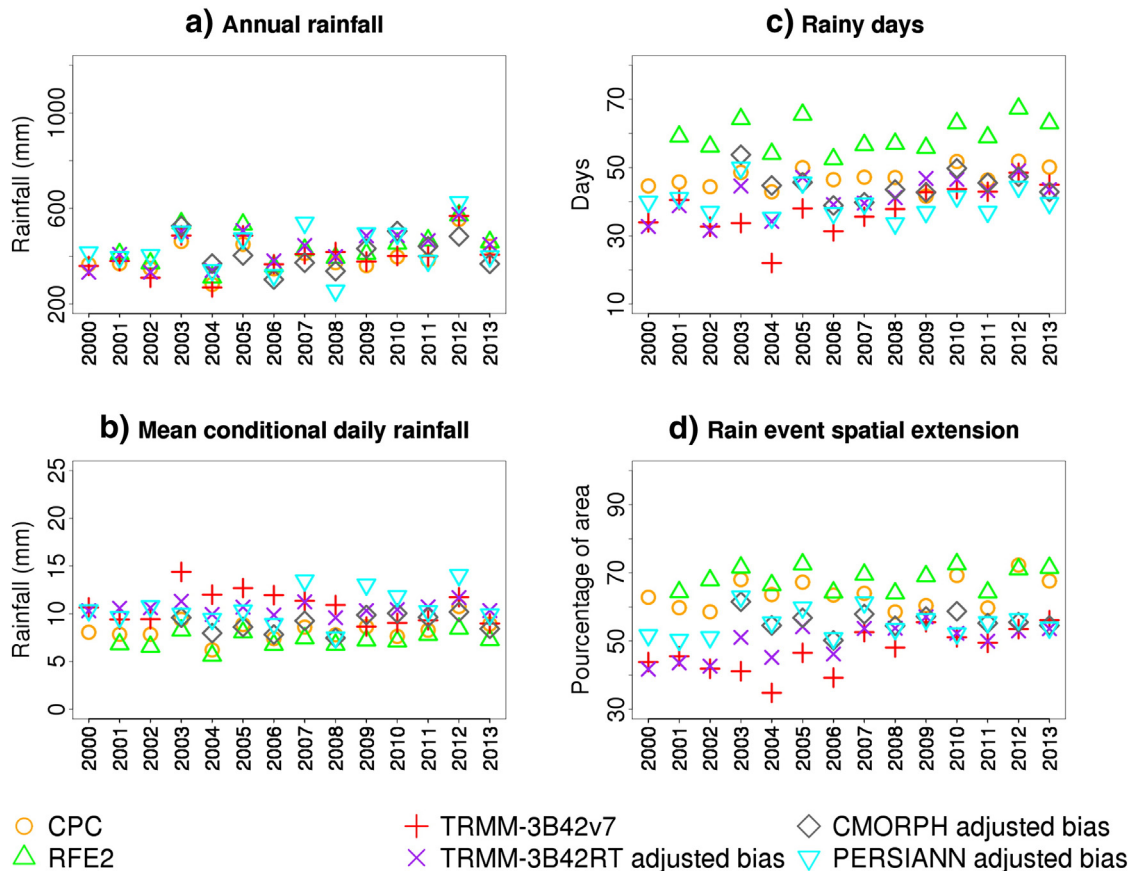 a) Annual rainfall
Rainfall (mm)
1000
600
200
2000 2001 2002 2003 2004 2005 2006 2007 2008 2009 2010 2011 2012 2013
c) Rainy days
Days
70
50
30
10
2000 2001 2002 2003 2004 2005 2006 2007 2008 2009 2010 2011 2012 2013
b) Mean conditional daily rainfall
Rainfall (mm)
25
20
15
10
5
0
2000 2001 2002 2003 2004 2005 2006 2007 2008 2009 2010 2011 2012 2013
d) Rain event spatial extension
Pourcentage of area
90
70
50
30
2000 2001 2002 2003 2004 2005 2006 2007 2008 2009 2010 2011 2012 2013
CPC
RFE2
TRMM-3B42v7
TRMM-3B42RT adjusted bias
CMORPH adjusted bias
PERSIANN adjusted bias